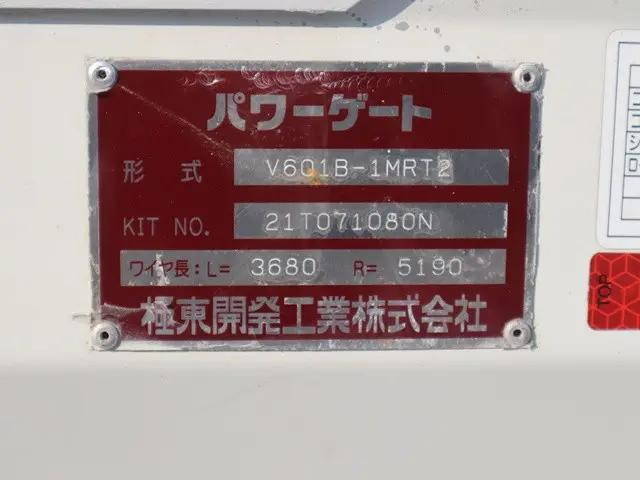 パワーゲート
形式 V601B-1MRT2
KIT NO. 21T071080N
ワイヤ長:L= 3680 R= 5190
極東開発工業株式会社
TOP